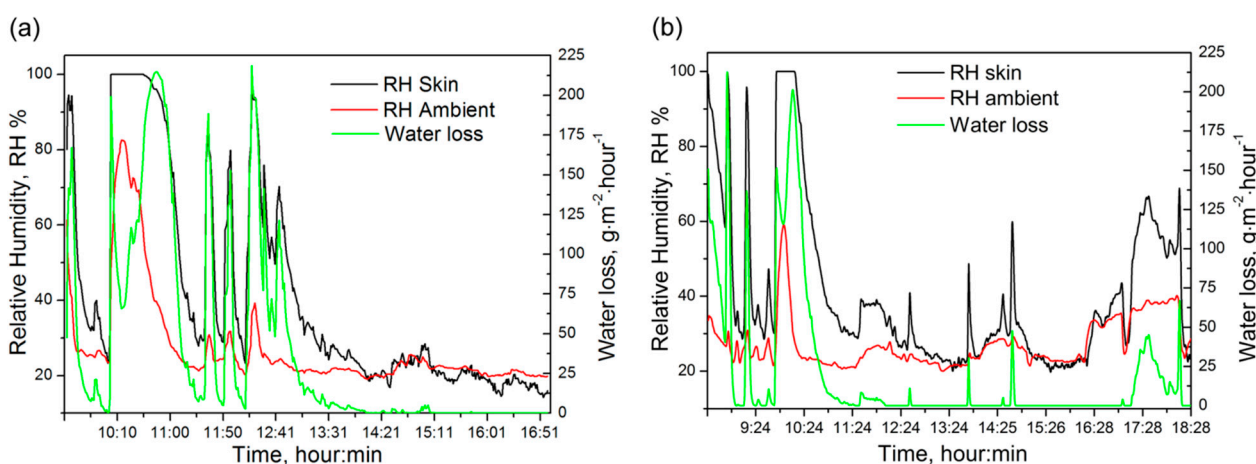 (a)
Relative Humidity, RH %
100
80
60
40
20
RH Skin
RH Ambient
Water loss
225
200
175
150
125
100
75
50
25
0
Water loss, g·m⁻²·hour⁻¹
10:10 11:00 11:50 12:41 13:31 14:21 15:11 16:01 16:51
Time, hour:min
(b)
Relative Humidity, RH %
100
80
60
40
20
RH skin
RH ambient
Water loss
225
200
175
150
125
100
75
50
25
0
Water loss, g·m⁻²·hour⁻¹
9:24 10:24 11:24 12:24 13:24 14:25 15:26 16:28 17:28 18:28
Time, hour:min